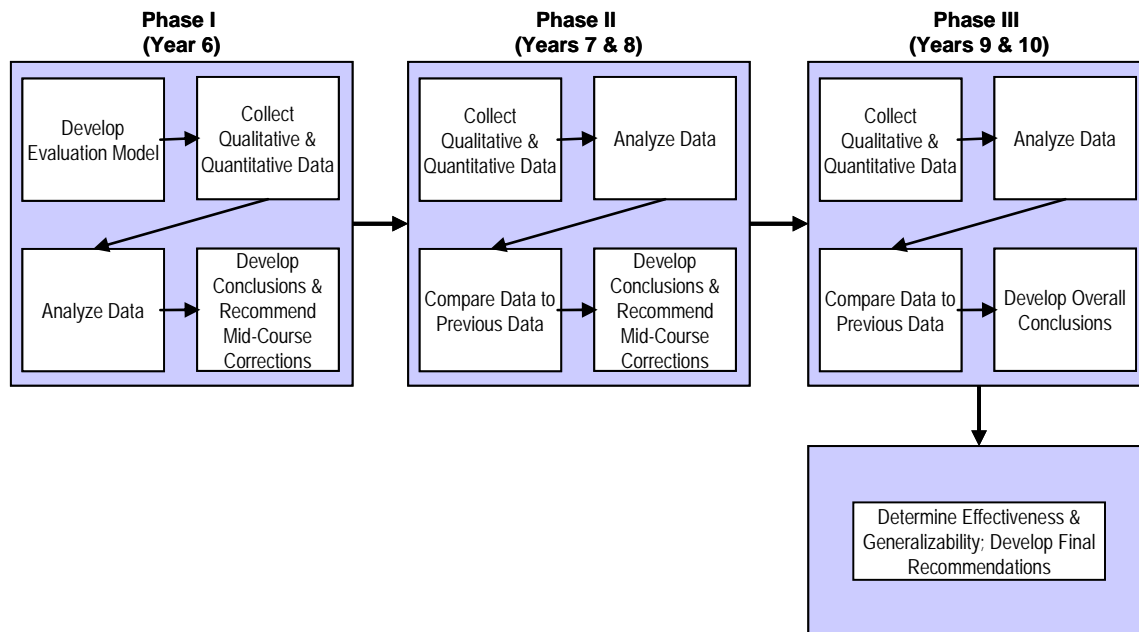 Phase I
(Year 6)
Develop
Evaluation Model
Collect
Qualitative &
Quantitative Data
Analyze Data
Develop
Conclusions &
Recommend
Mid-Course
Corrections
Phase II
(Years 7 & 8)
Collect
Qualitative &
Quantitative Data
Analyze Data
Compare Data to
Previous Data
Develop
Conclusions &
Recommend
Mid-Course
Corrections
Phase III
(Years 9 & 10)
Collect
Qualitative &
Quantitative Data
Analyze Data
Compare Data to
Previous Data
Develop Overall
Conclusions
Determine Effectiveness &
Generalizability; Develop Final
Recommendations